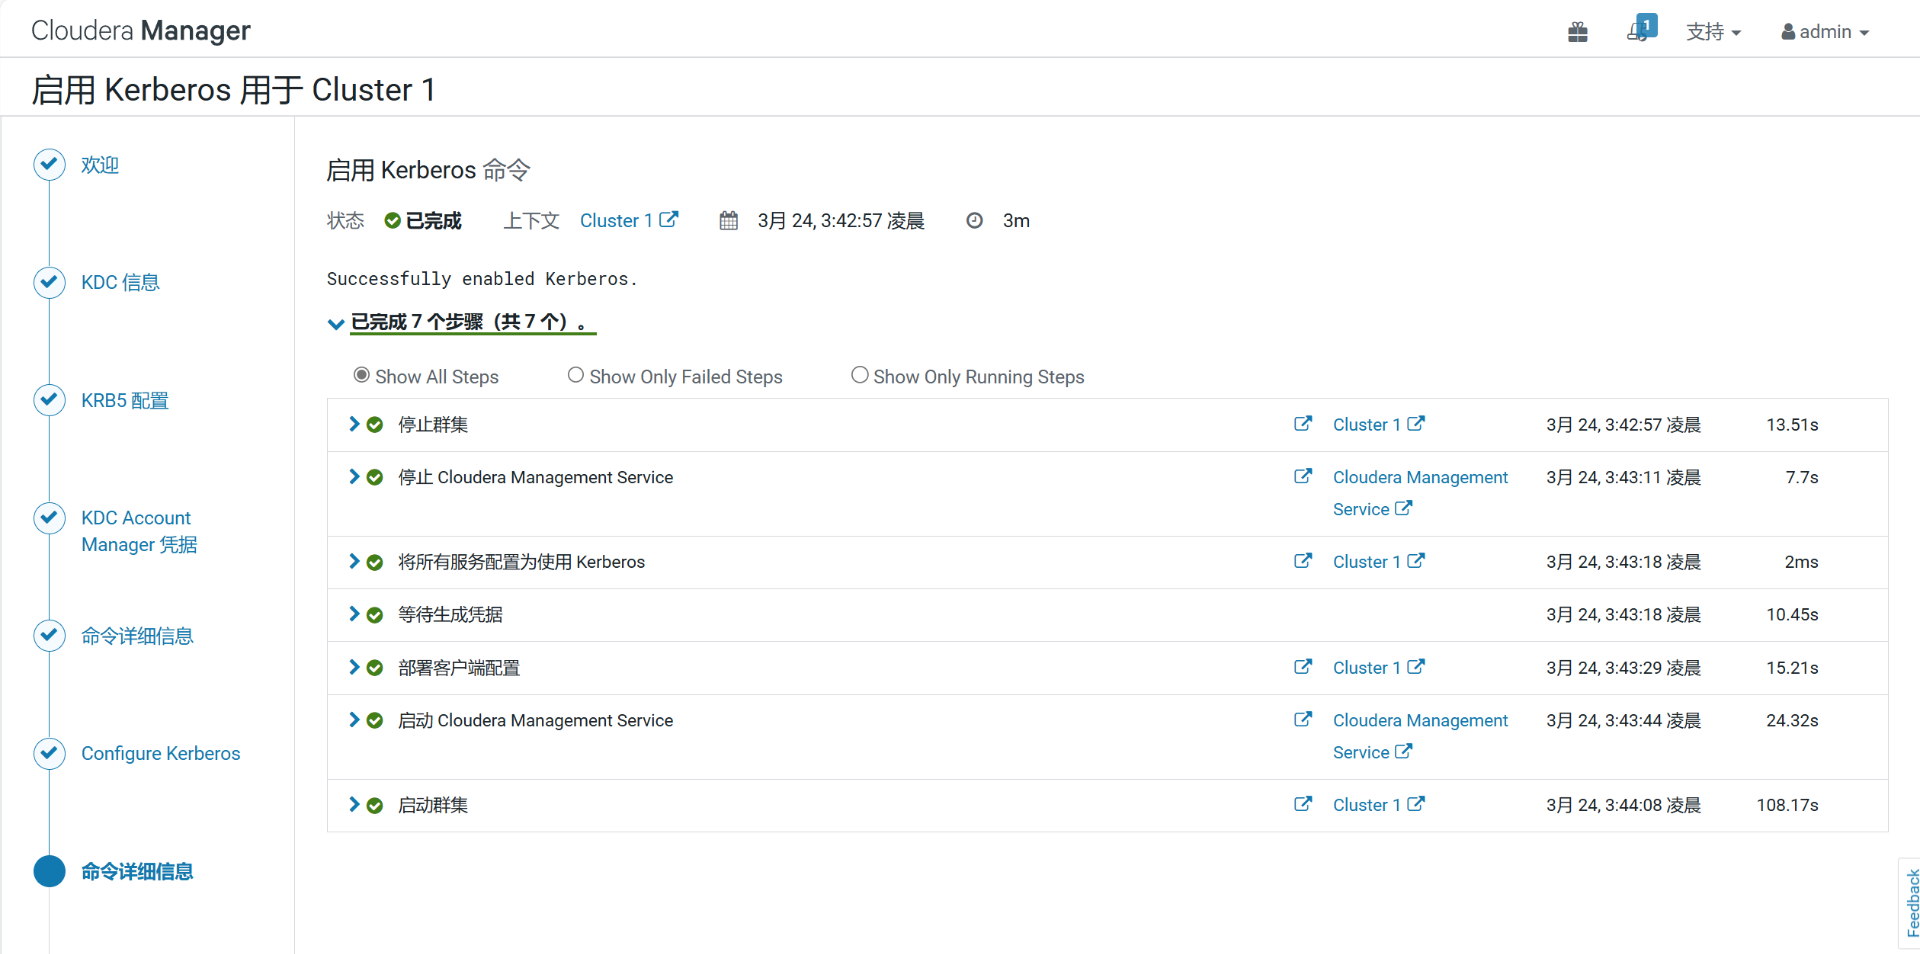 Cloudera Manager
1
支持
admin
启用 Kerberos 用于 Cluster 1
欢迎
KDC 信息
KRB5 配置
KDC Account
Manager 凭据
命令详细信息
Configure Kerberos
命令详细信息
启用 Kerberos 命令
状态 已完成 上下文 Cluster 1 3月 24, 3:42:57 凌晨 3m
Successfully enabled Kerberos.
已完成 7 个步骤（共 7 个）。
Show All Steps Show Only Failed Steps Show Only Running Steps
停止群集 Cluster 1 3月 24, 3:42:57 凌晨 13.51s
停止 Cloudera Management Service Cloudera Management 3月 24, 3:43:11 凌晨 7.7s
Service
将所有服务配置为使用 Kerberos Cluster 1 3月 24, 3:43:18 凌晨 2ms
等待生成凭据 3月 24, 3:43:18 凌晨 10.45s
部署客户端配置 Cluster 1 3月 24, 3:43:29 凌晨 15.21s
启动 Cloudera Management Service Cloudera Management 3月 24, 3:43:44 凌晨 24.32s
Service
启动群集 Cluster 1 3月 24, 3:44:08 凌晨 108.17s
Feedback